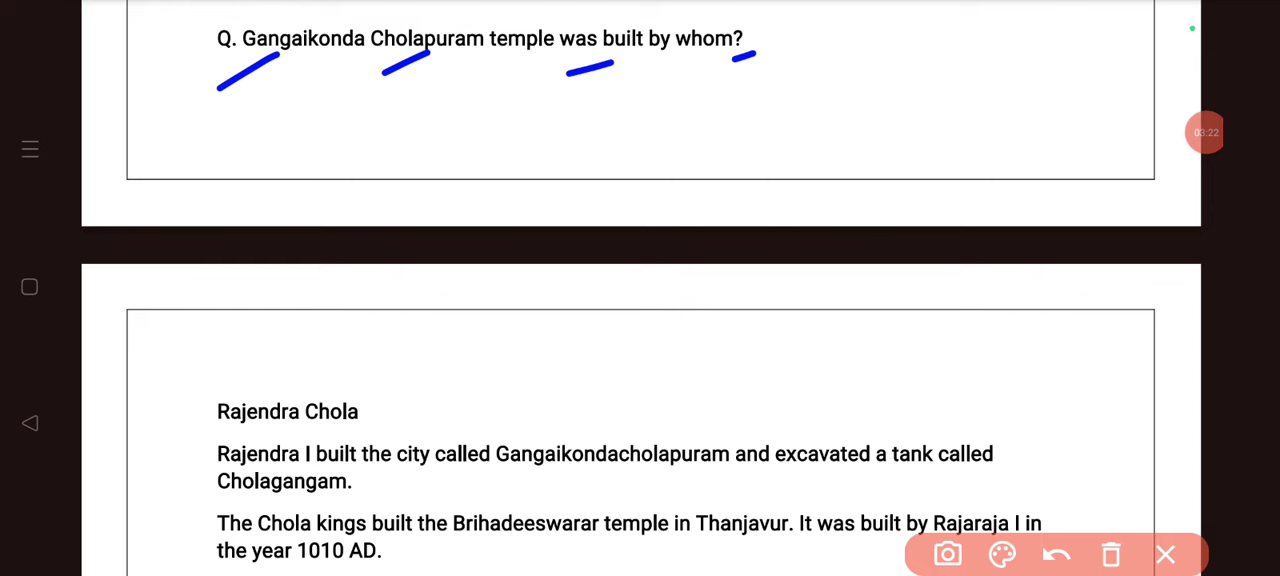 Q. Gangaikonda Cholapuram temple was built by whom?
03:22
Rajendra Chola
Rajendra I built the city called Gangaikondacholapuram and excavated a tank called
Cholagangam.
The Chola kings built the Brihadeeswarar temple in Thanjavur. It was built by Rajaraja I in
the year 1010 AD.